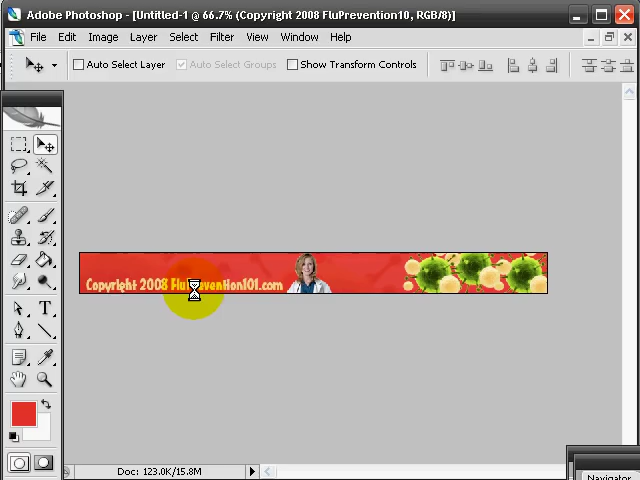 Adobe Photoshop - [Untitled-1 @ 66.7% (Copyright 2008 FluPrevention10, RGB/8)]
File Edit Image Layer Select Filter View Window Help
Auto Select Layer Auto Select Groups Show Transform Controls
Copyright 2008 FluPrevention101.com
T
Doc: 123.0K/15.8M
Navigator